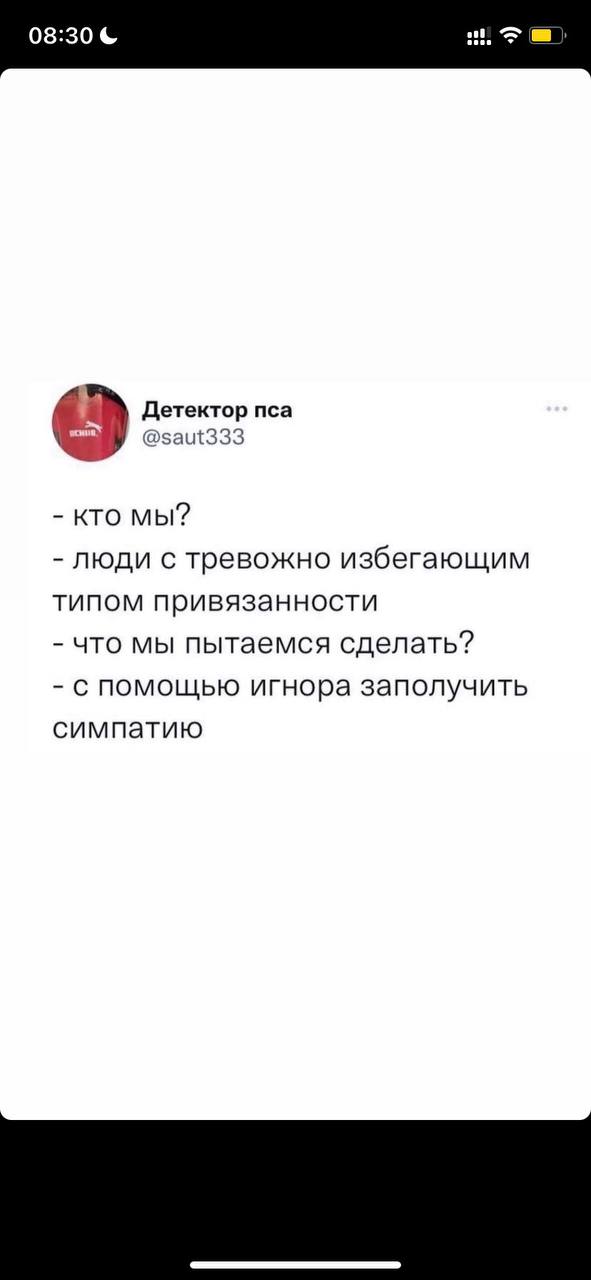 08:30
Детектор пса
@saut333
- кто мы?
- люди с тревожно избегающим
типом привязанности
- что мы пытаемся сделать?
- с помощью игнора заполучить
симпатию